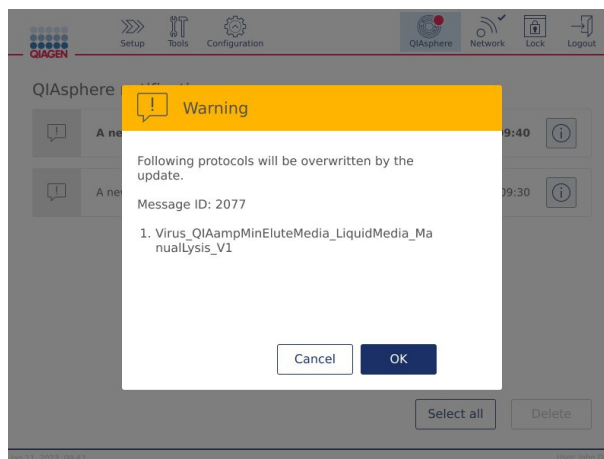 Setup Tools Configuration QIAsphere Network Lock Logout
QIAGEN
QIAsphere
! Warning
Following protocols will be overwritten by the
update.
Message ID: 2077
1. Virus_QIAampMinEluteMedia_LiquidMedia_Ma
nualLysis_V1
Cancel OK
! A ne 09:40 i
! A ne 09:30 i
Select all Delete